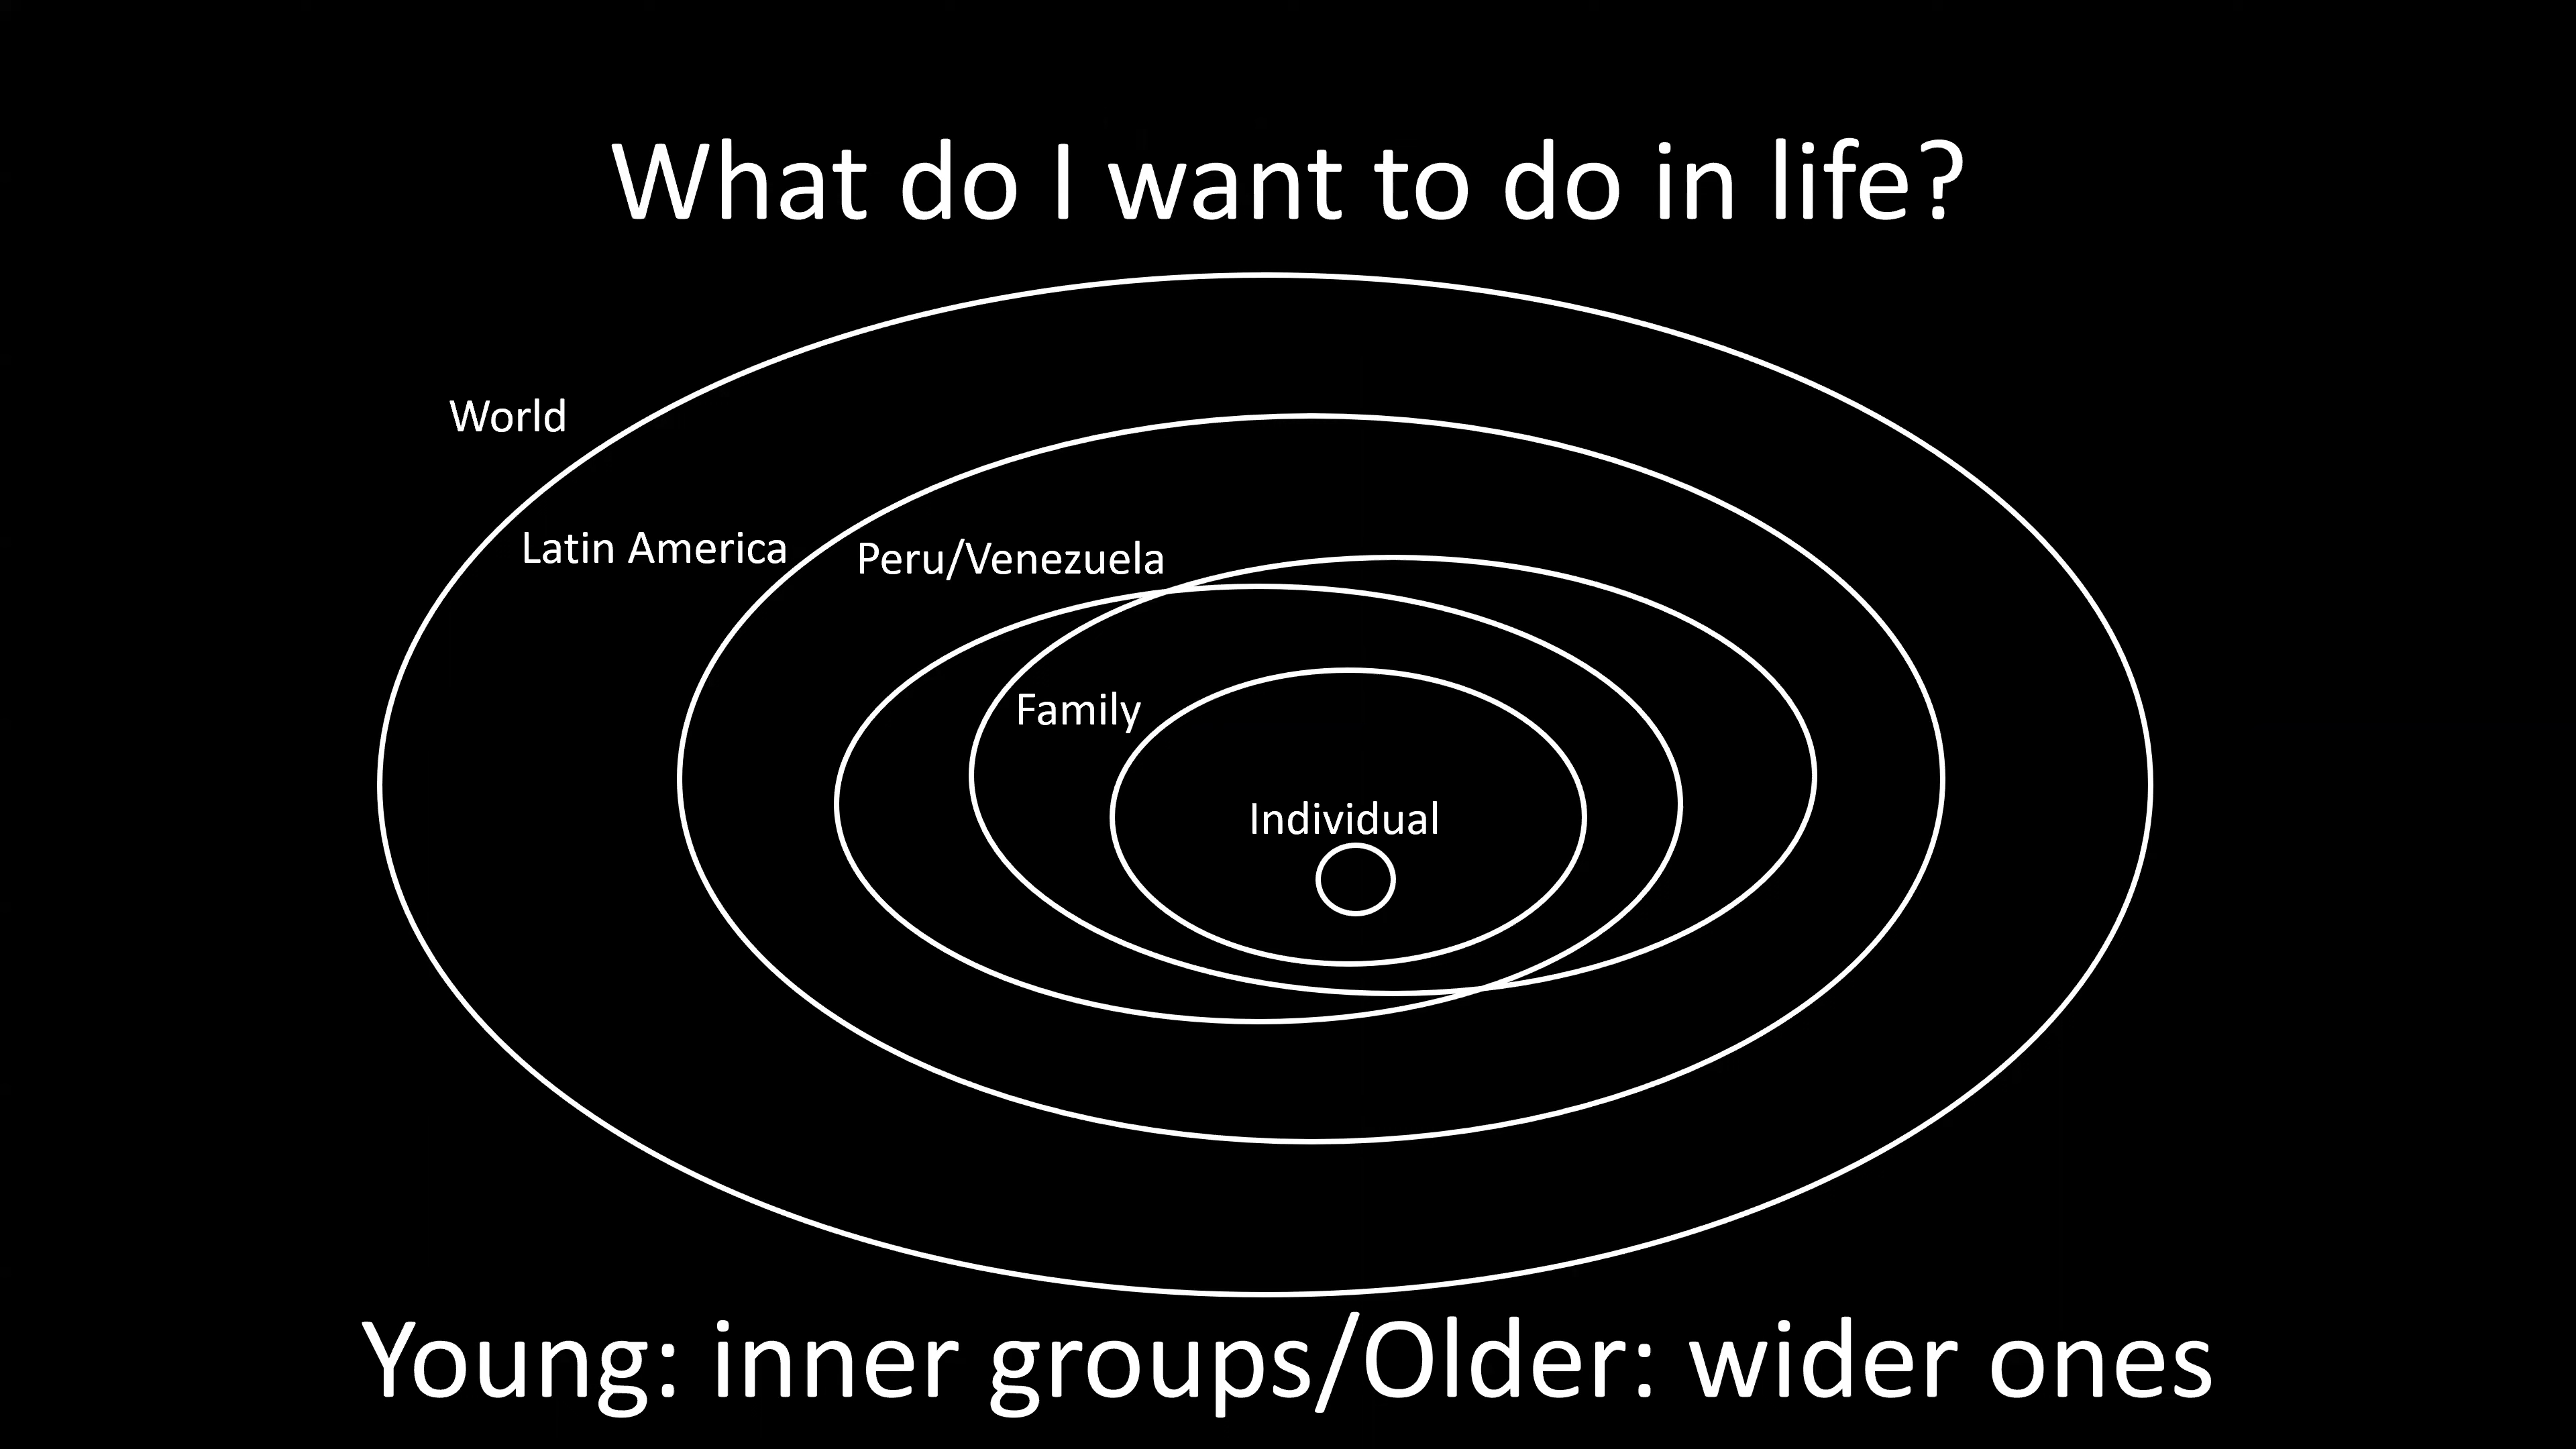 What do I want to do in life?
World
Latin America
Peru/Venezuela
Family
Individual
Young: inner groups/Older: wider ones